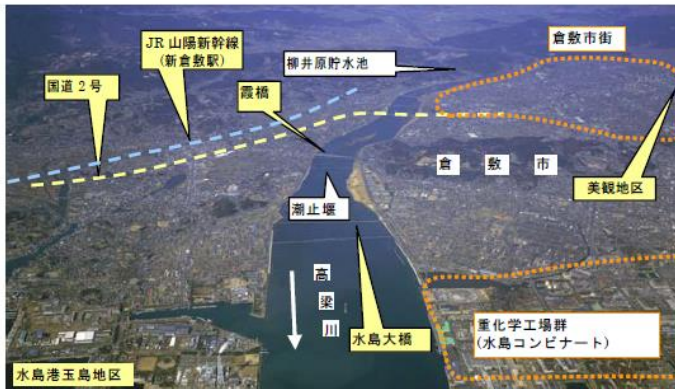 JR 山陽新幹線
(新倉敷駅)
倉敷市街
柳井原貯水池
国道2号
霞橋
倉敷市
美観地区
潮止堰
高梁川
重化学工場群
(水島コンビナート)
水島大橋
水島港玉島地区